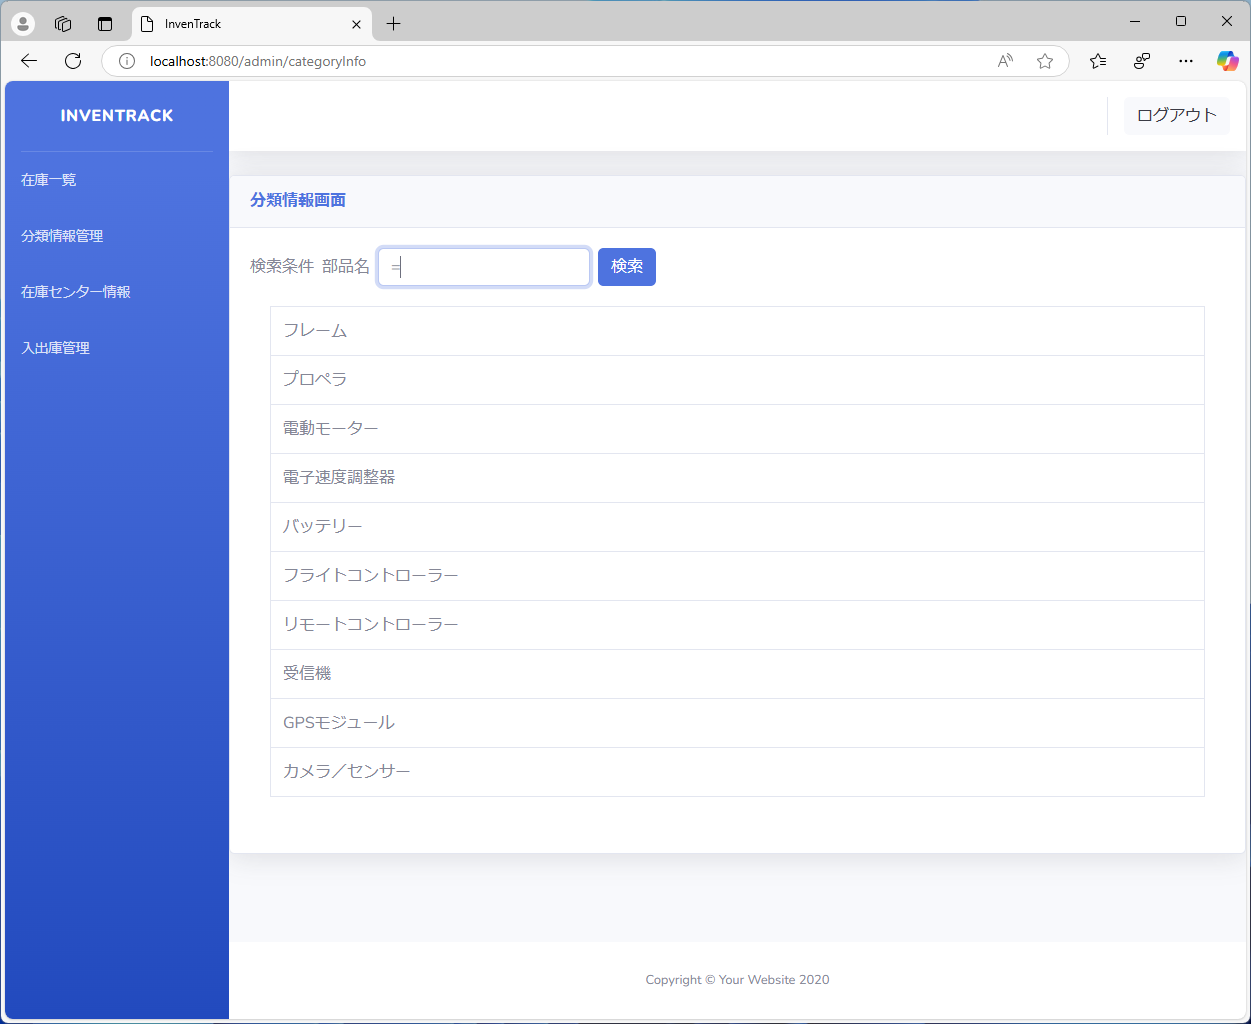 InvenTrack
localhost:8080/admin/categoryInfo
INVENTRACK
ログアウト
在庫一覧
分類情報管理
在庫センター情報
入出庫管理
分類情報画面
検索条件 部品名 = 検索
フレーム
プロペラ
電動モーター
電子速度調整器
バッテリー
フライトコントローラー
リモートコントローラー
受信機
GPSモジュール
カメラ／センサー
Copyright © Your Website 2020